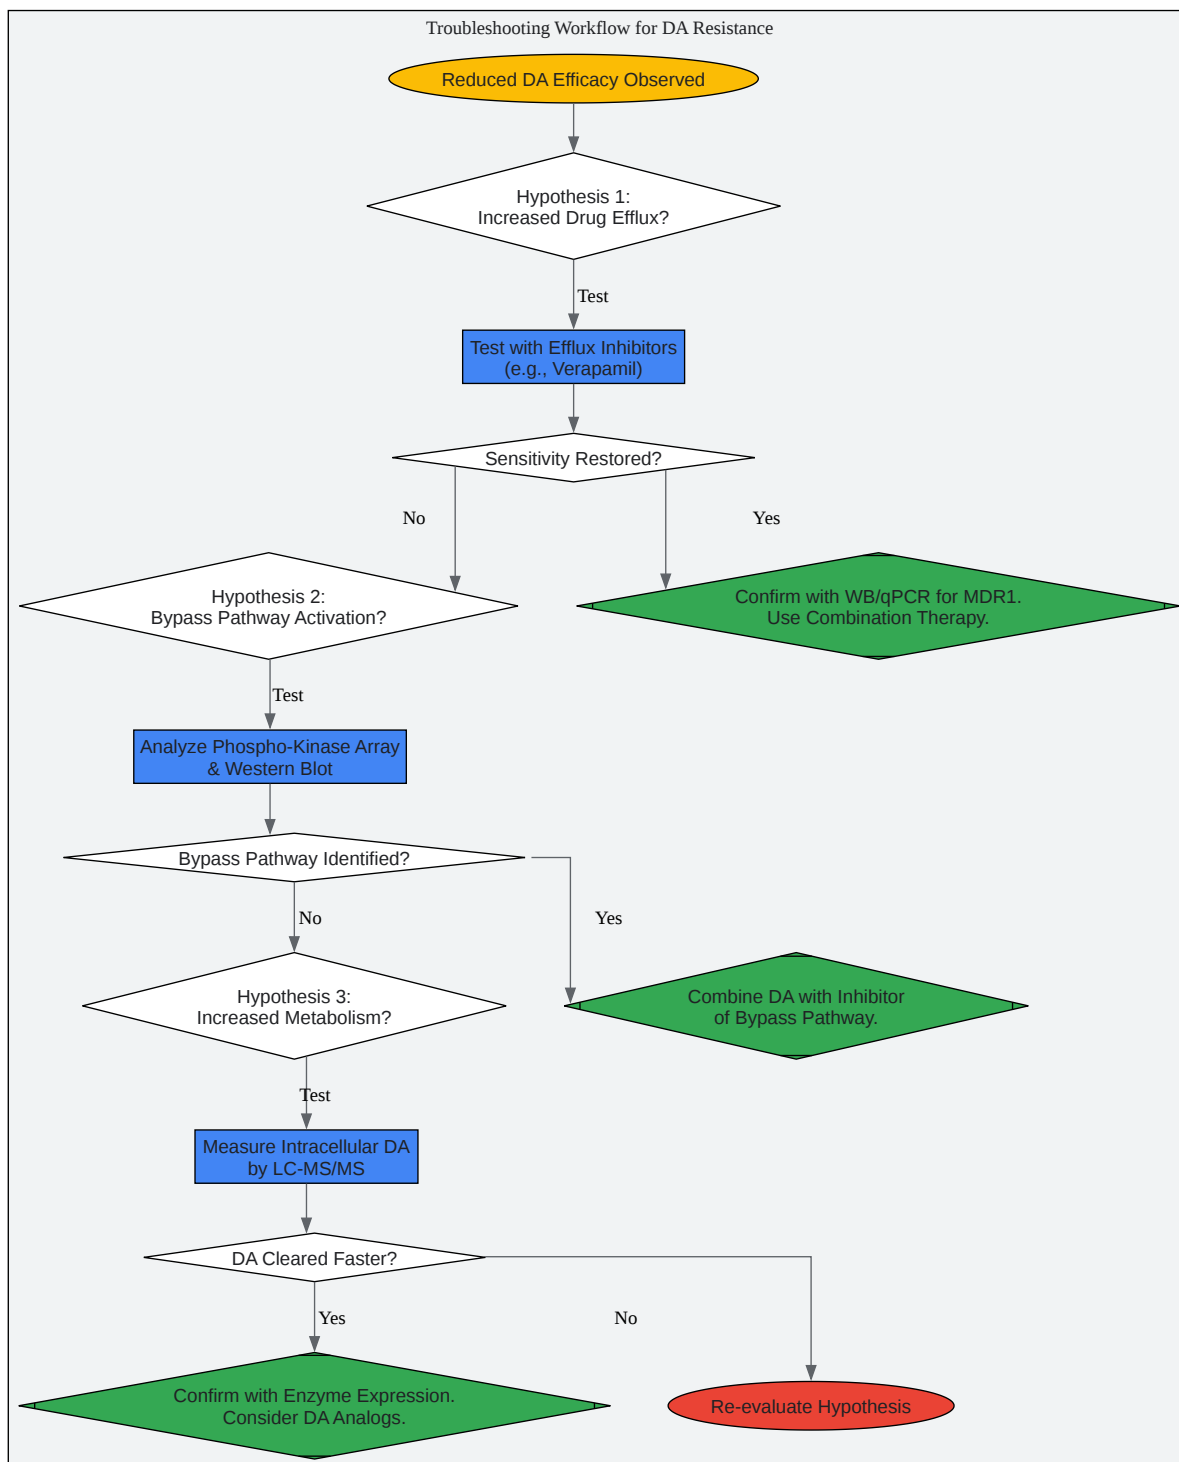 Troubleshooting Workflow for DA Resistance
Reduced DA Efficacy Observed
Hypothesis 1:
Increased Drug Efflux?
Test
Test with Efflux Inhibitors
(e.g., Verapamil)
Sensitivity Restored?
No
Yes
Hypothesis 2:
Bypass Pathway Activation?
Confirm with WB/qPCR for MDR1.
Use Combination Therapy.
Test
Analyze Phospho-Kinase Array
& Western Blot
Bypass Pathway Identified?
No
Yes
Hypothesis 3:
Increased Metabolism?
Combine DA with Inhibitor
of Bypass Pathway.
Test
Measure Intracellular DA
by LC-MS/MS
DA Cleared Faster?
Yes
No
Confirm with Enzyme Expression.
Consider DA Analogs.
Re-evaluate Hypothesis